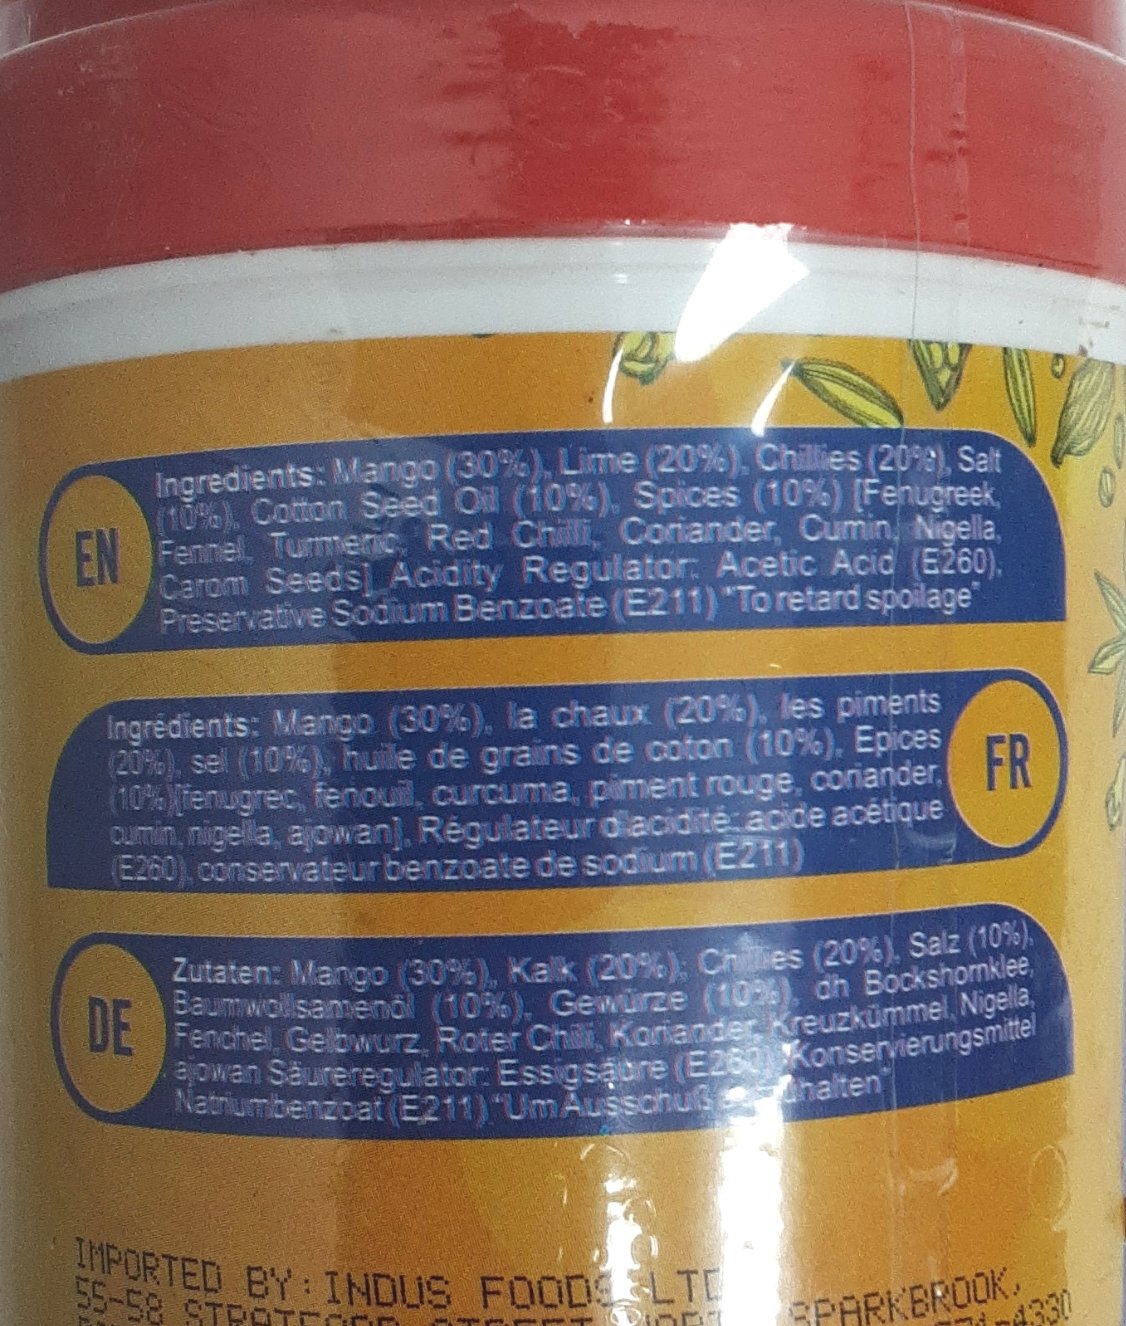 EN
Ingredients: Mango (30%), Lime (20%), Chillies (20%), Salt
(10%), Cotton Seed Oil (10%), Spices (10%) [Fenugreek,
Fennel, Turmeric, Red Chilli, Coriander, Cumin, Nigella,
Carom Seeds] Acidity Regulator: Acetic Acid (E260),
Preservative Sodium Benzoate (E211) "To retard spoilage"
Ingrédients: Mango (30%), la chaux (20%), les piments
(20%), sel (10%), huile de grains de coton (10%), Epices
(10%)[fenugrec, fenouil, curcuma, piment rouge, coriander,
cumin, nigella, ajowan], Régulateur d'acidité: acide acétique
(E260), conservateur benzoate de sodium (E211)
FR
DE
Zutaten: Mango (30%), Kalk (20%), Chillies (20%), Salz (10%),
Baumwollsamenöl (10%), Gewürze (10%), dh Bockshornklee,
Fenchel, Gelbwurz, Roter Chili, Koriander, Kreuzkümmel, Nigella,
ajowan Säureregulator: Essigsäure (E260), Konservierungsmittel
Natriumbenzoat (E211) "Um Ausschuß
IMPORTED BY: INDUS FOODS LTD
55-58 SPARKBROOK,